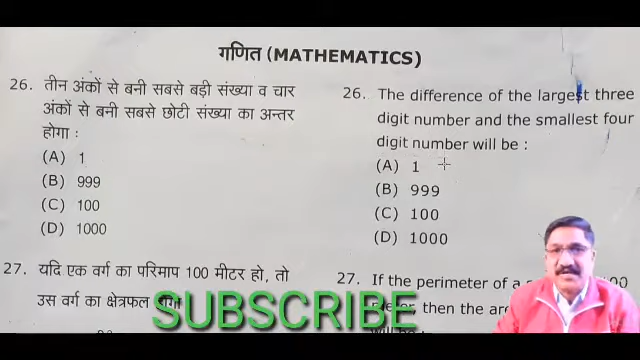 गणित (MATHEMATICS)
26. तीन अंकों से बनी सबसे बड़ी संख्या व चार
अंकों से बनी सबसे छोटी संख्या का अन्तर
होगा :
(A) 1
(B) 999
(C) 100
(D) 1000
27. यदि एक वर्ग का परिमाप 100 मीटर हो, तो
उस वर्ग का क्षेत्रफल
26. The difference of the largest three
digit number and the smallest four
digit number will be :
(A) 1
(B) 999
(C) 100
(D) 1000
27. If the perimeter of a
then the
SUBSCRIBE